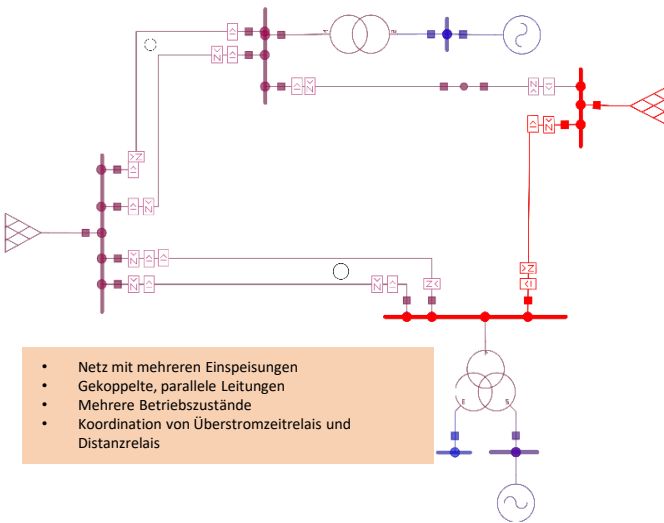 • Netz mit mehreren Einspeisungen
• Gekoppelte, parallele Leitungen
• Mehrere Betriebszustände
• Koordination von Überstromzeitrelais und
Distanzrelais